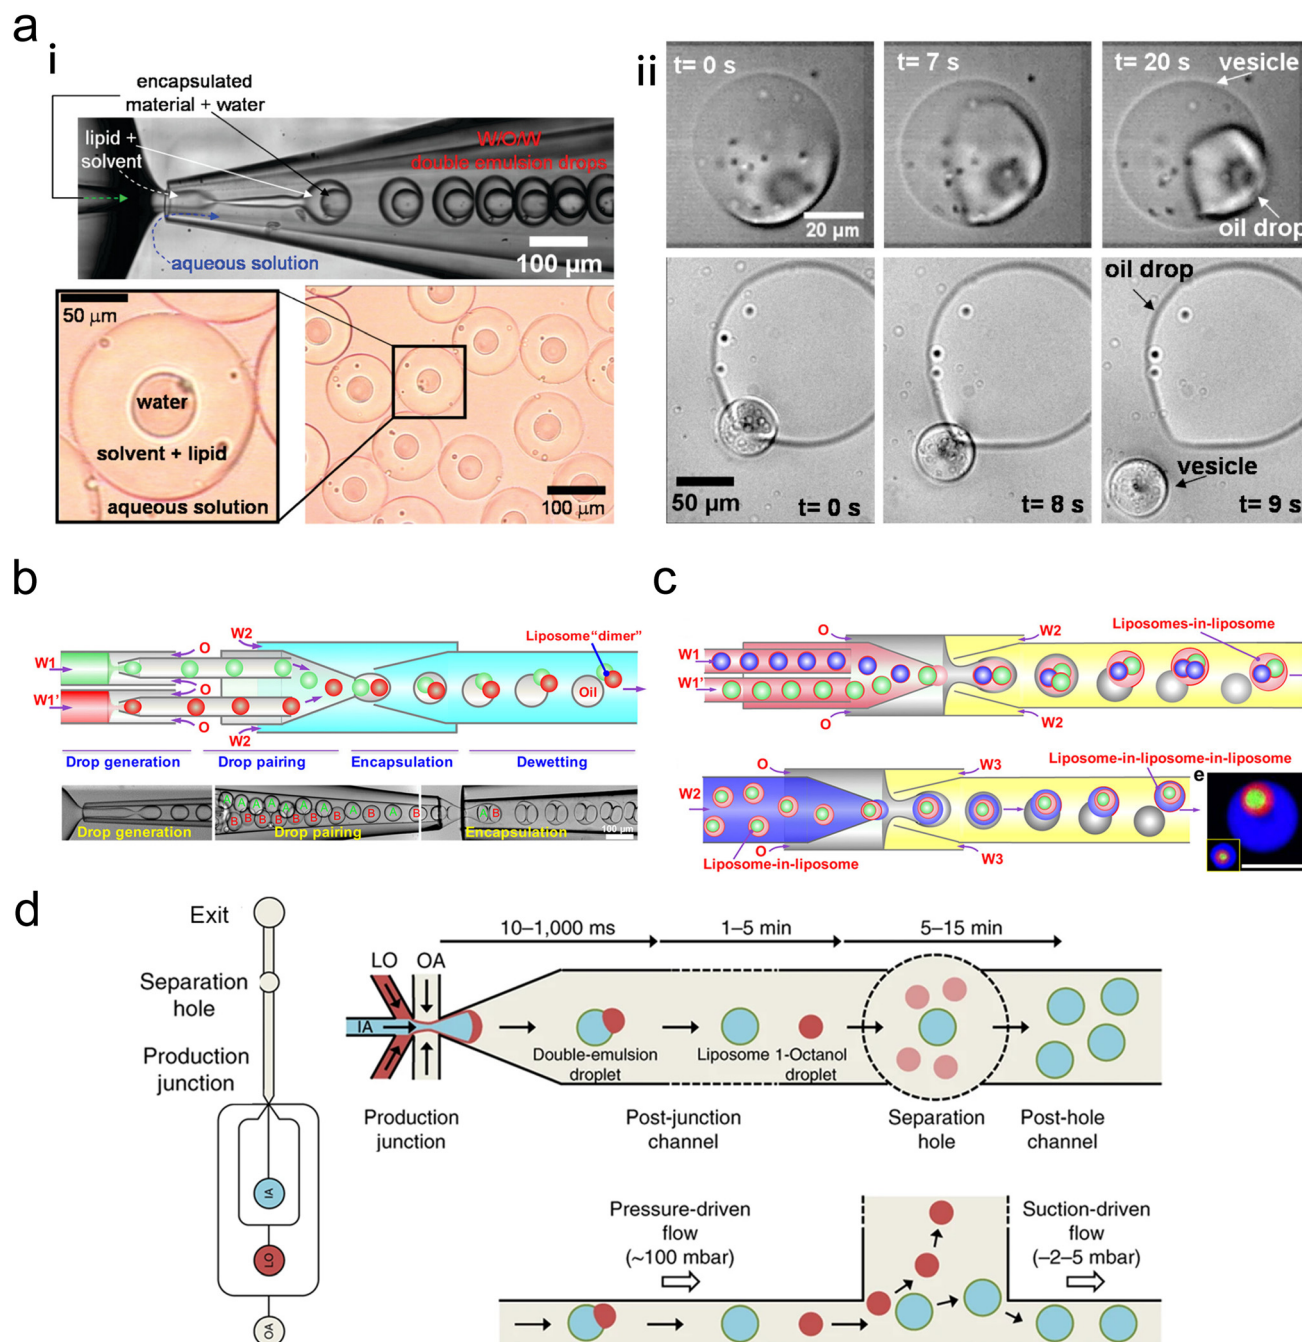 a
i
encapsulated
material + water
lipid +
solvent
W/O/W
double emulsion drops
aqueous solution
100 µm
50 µm
water
solvent + lipid
aqueous solution
100 µm
ii
t= 0 s
t= 7 s
t= 20 s
vesicle
20 µm
oil drop
oil drop
vesicle
50 µm
t= 0 s
t= 8 s
t= 9 s
b
W1
W1'
O
O
O
W2
W2
Oil
Liposome“dimer”
Drop generation
Drop pairing
Encapsulation
Dewetting
A A A A A A A A
B B B B B B B B
A B
Drop generation
Drop pairing
Encapsulation
100 µm
c
W1
W1'
O
O
W2
W2
Liposomes-in-liposome
W2
O
O
W3
W3
Liposome-in-liposome
Liposome-in-liposome-in-liposome
e
d
Exit
Separation
hole
Production
junction
IA
LO
OA
10–1,000 ms
1–5 min
5–15 min
LO
OA
IA
Double-emulsion
droplet
Liposome
1-Octanol
droplet
Production
junction
Post-junction
channel
Separation
hole
Post-hole
channel
Pressure-driven
flow
(~100 mbar)
Suction-driven
flow
(–2–5 mbar)